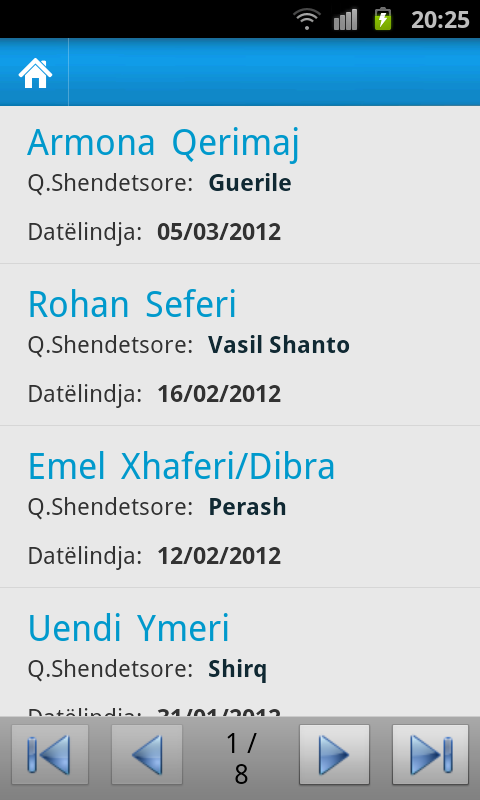 20:25
Armona Qerimaj
Q.Shendetsore: Guerile
Datëlindja: 05/03/2012
Rohan Seferi
Q.Shendetsore: Vasil Shanto
Datëlindja: 16/02/2012
Emel Xhaferi/Dibra
Q.Shendetsore: Perash
Datëlindja: 12/02/2012
Uendi Ymeri
Q.Shendetsore: Shirq
Datëlindja: 31/01/2012
1 /
8